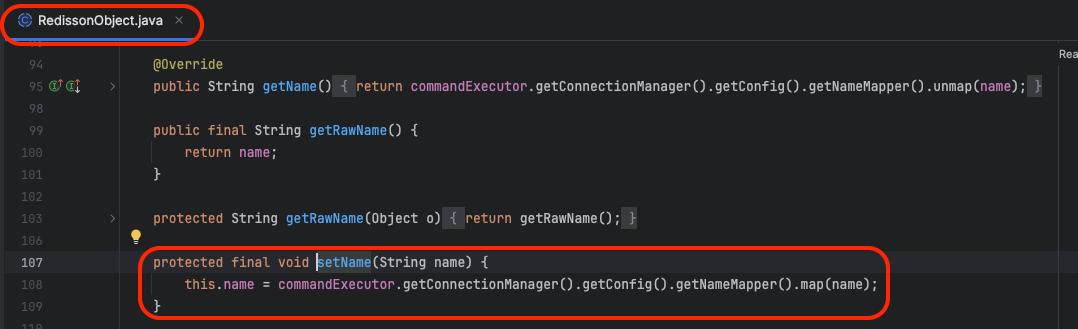 RedissonObject.java
Rea
94 @Override
95 public String getName() { return commandExecutor.getConnectionManager().getConfig().getNameMapper().unmap(name); }
98
99 public final String getRawName() {
100 return name;
101 }
102
103 protected String getRawName(Object o) { return getRawName(); }
106
107 protected final void setName(String name) {
108 this.name = commandExecutor.getConnectionManager().getConfig().getNameMapper().map(name);
109 }